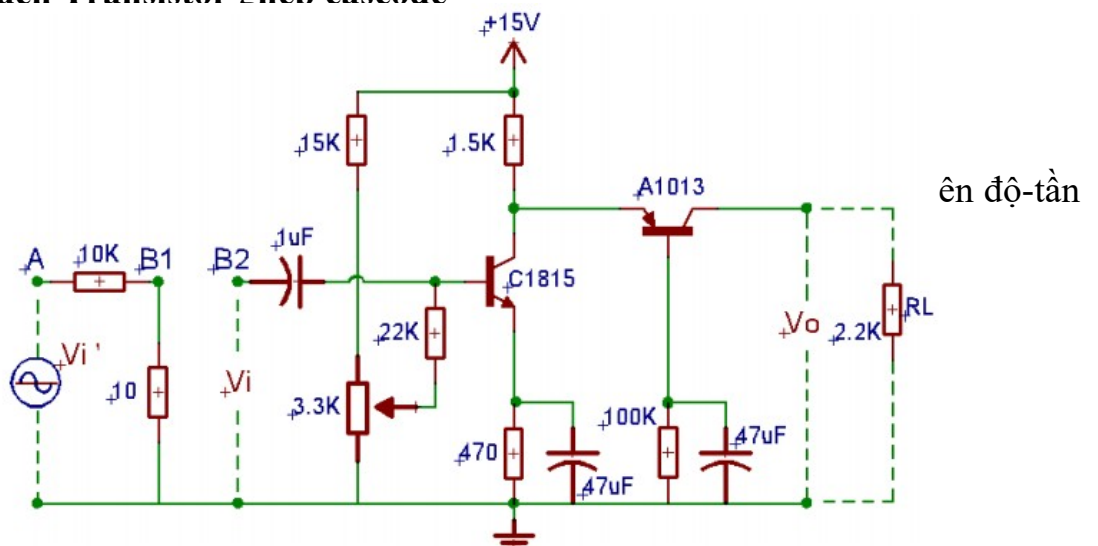 +15V
15K
1.5K
A1013
ên độ-tần
A
10K
B1
B2
1uF
C1815
22K
Vi '
10
Vi
3.3K
Vo
2.2K
RL
100K
470
47uF
47uF